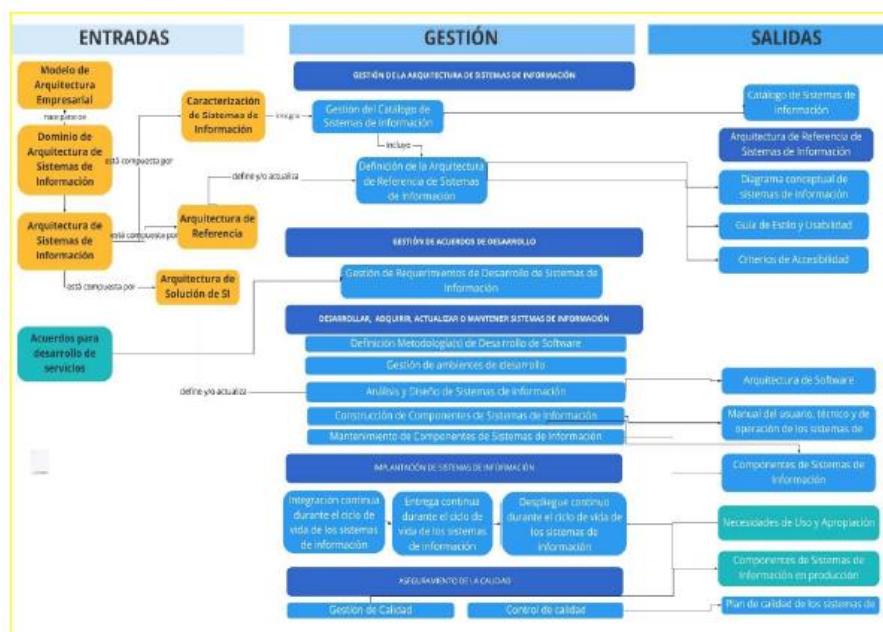 ENTRADAS
GESTIÓN
SALIDAS
Modelo de
Arquitectura
Empresarial
hace parte de
Dominio de
Arquitectura de
Sistemas de
Información
Arquitectura de
Sistemas de
Información
está compuesta por
está compuesta por
está compuesta por
Acuerdos para
desarrollo de
servicios
Caracterización
de Sistemas de
Información
integra
define y/o actualiza
Arquitectura de
Referencia
Arquitectura de
Solución de SI
define y/o actualiza
GESTIÓN DE LA ARQUITECTURA DE SISTEMAS DE INFORMACIÓN
Gestión del Catálogo de
Sistemas de Información
incluye
Definición de la Arquitectura
de Referencia de Sistemas
de Información
GESTIÓN DE ACUERDOS DE DESARROLLO
Gestión de Requerimientos de Desarrollo de Sistemas de
Información
DESARROLLAR, ADQUIRIR, ACTUALIZAR O MANTENER SISTEMAS DE INFORMACIÓN
Definición Metodología(s) de Desarrollo de Software
Gestión de ambientes de desarrollo
Análisis y Diseño de Sistemas de Información
Construcción de Componentes de Sistemas de Información
Mantenimiento de Componentes de Sistemas de Información
IMPLANTACIÓN DE SISTEMAS DE INFORMACIÓN
Integración continua
durante el ciclo de
vida de los sistemas
de información
Entrega continua
durante el ciclo de
vida de los sistemas
de información
Despliegue continuo
durante el ciclo de vida
de los sistemas de
información
ASEGURAMIENTO DE LA CALIDAD
Gestión de Calidad
Control de calidad
Catálogo de Sistemas de
Información
Arquitectura de Referencia de
Sistemas de Información
Diagrama conceptual de
sistemas de información
Guía de Estilo y Usabilidad
Criterios de Accesibilidad
Arquitectura de Software
Manual del usuario, técnico y de
operación de los sistemas de
Componentes de Sistemas de
Información
Necesidades de Uso y Apropiación
Componentes de Sistemas de
Información en producción
Plan de calidad de los sistemas de